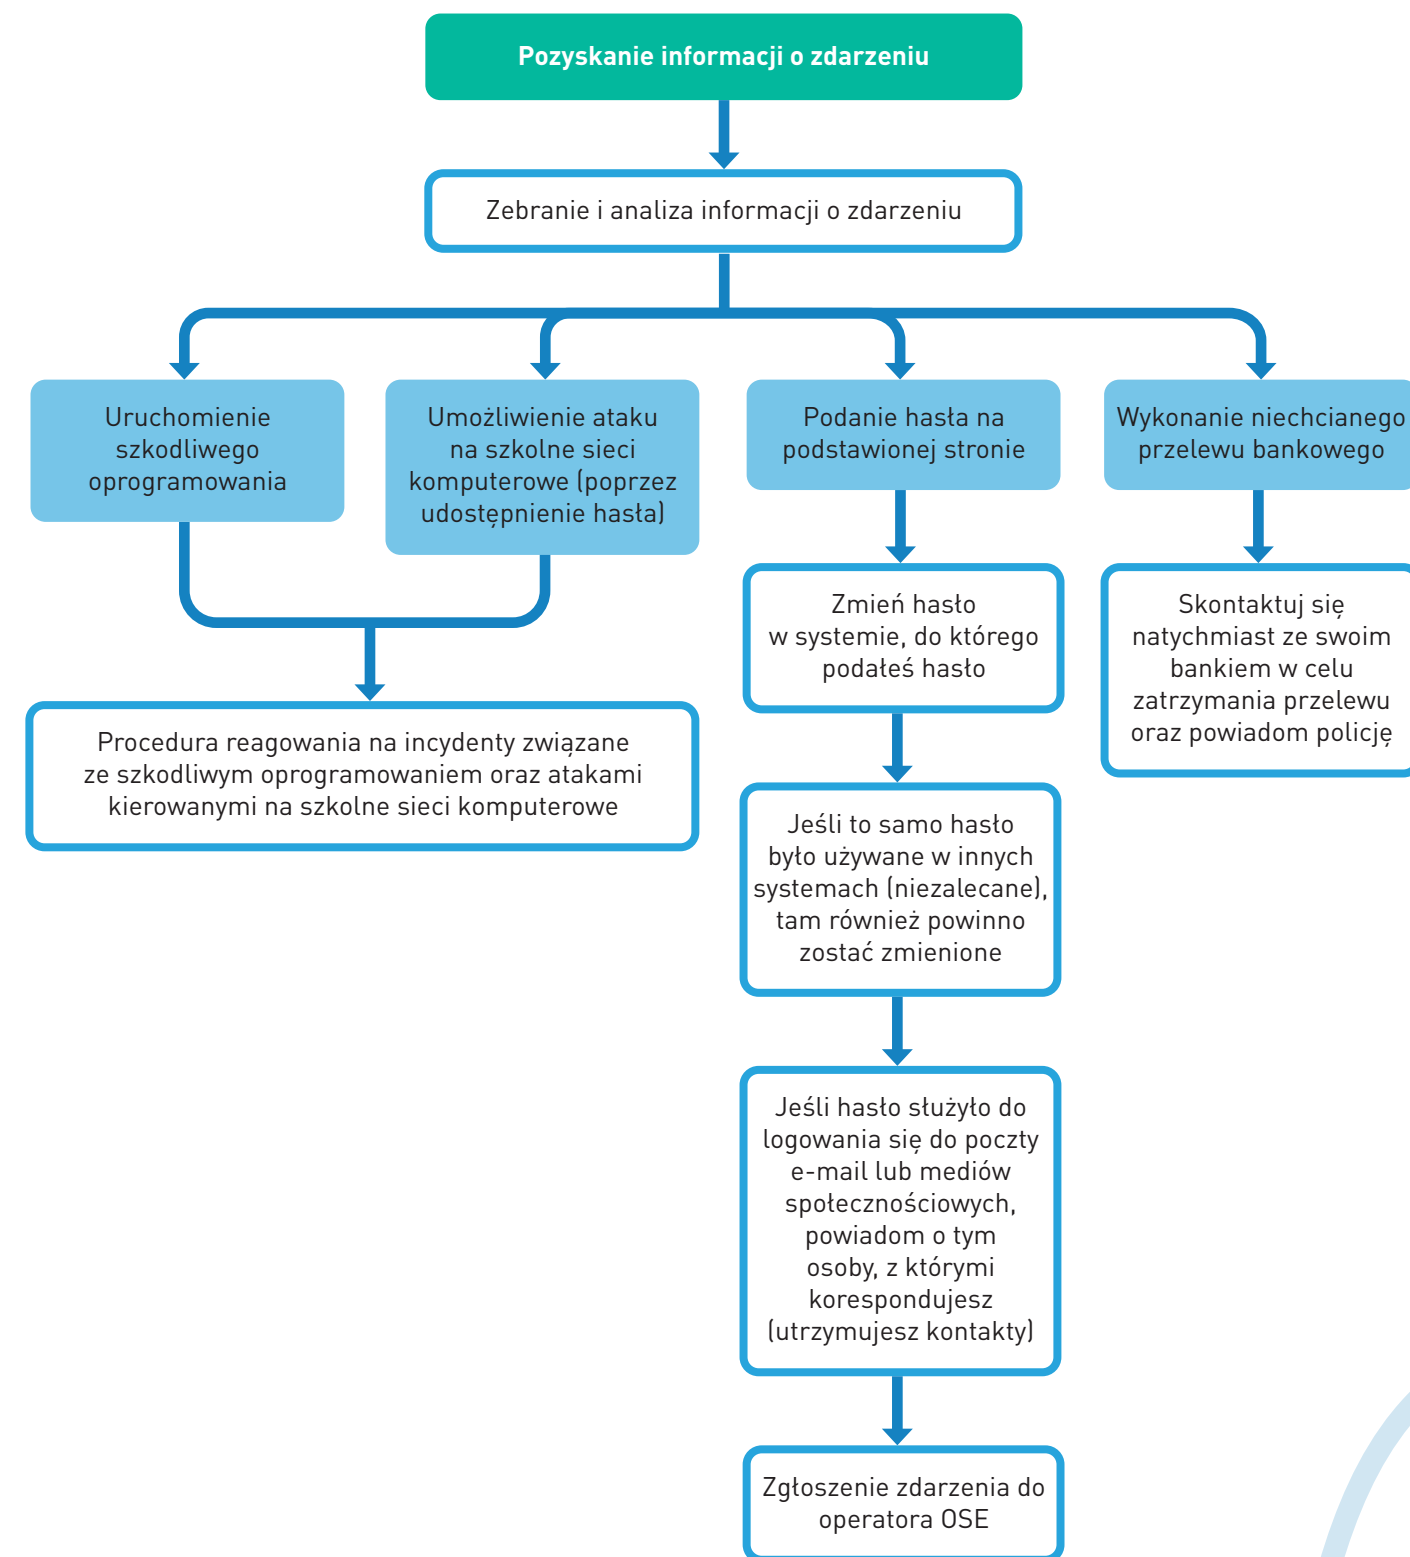 Pozyskanie informacji o zdarzeniu
Zebranie i analiza informacji o zdarzeniu
Uruchomienie
szkodliwego
oprogramowania
Umożliwienie ataku
na szkolne sieci
komputerowe (poprzez
udostępnienie hasła)
Podanie hasła na
podstawionej stronie
Wykonanie niechcianego
przelewu bankowego
Procedura reagowania na incydenty związane
ze szkodliwym oprogramowaniem oraz atakami
kierowanymi na szkolne sieci komputerowe
Zmień hasło
w systemie, do którego
podałeś hasło
Jeśli to samo hasło
było używane w innych
systemach (niezalecane),
tam również powinno
zostać zmienione
Jeśli hasło służyło do
logowania się do poczty
e-mail lub mediów
społecznościowych,
powiadom o tym
osoby, z którymi
korespondujesz
(utrzymujesz kontakty)
Zgłoszenie zdarzenia do
operatora OSE
Skontaktuj się
natychmiast ze swoim
bankiem w celu
zatrzymania przelewu
oraz powiadom policję